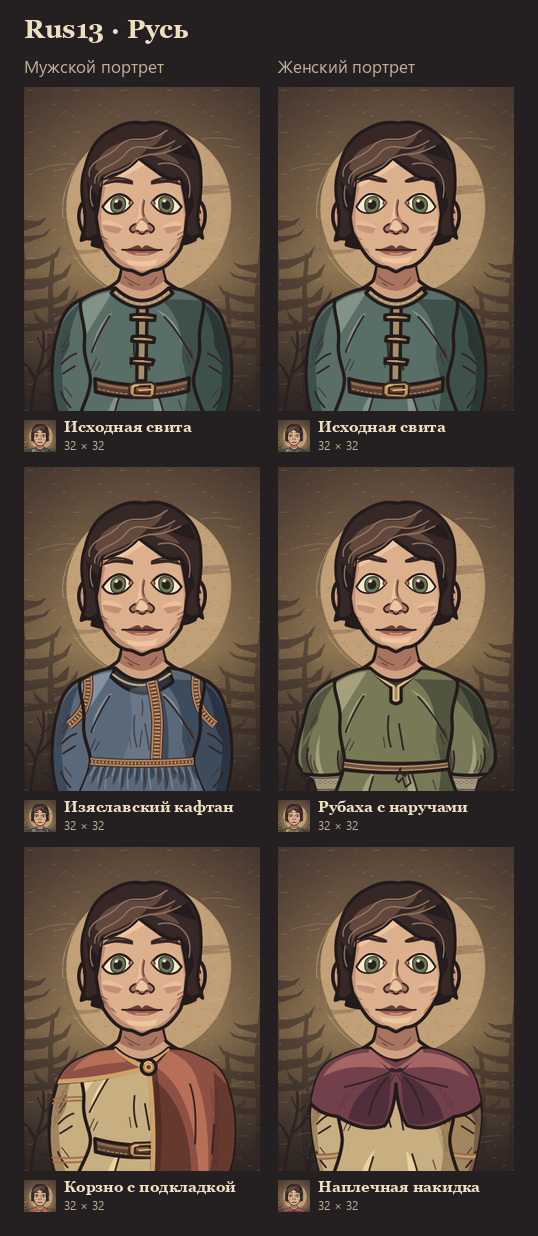 Rus13 · Русь
Мужской портрет
Женский портрет
Исходная свита
32 × 32
Исходная свита
32 × 32
Изяславский кафтан
32 × 32
Рубаха с наручами
32 × 32
Корзно с подкладкой
32 × 32
Наплечная накидка
32 × 32